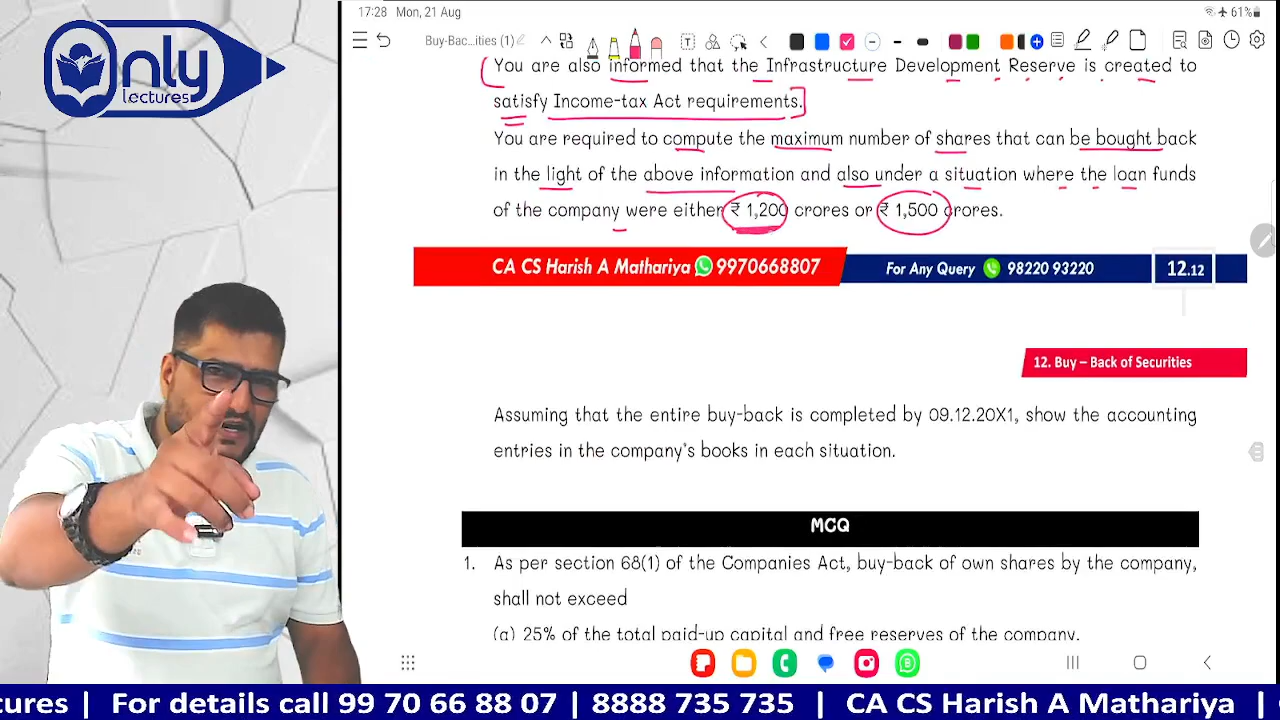 17:28 Mon, 21 Aug
61%
nly
lectures
Buy-Bac...ities (1)
You are also informed that the Infrastructure Development Reserve is created to
satisfy Income-tax Act requirements.
You are required to compute the maximum number of shares that can be bought back
in the light of the above information and also under a situation where the loan funds
of the company were either ₹ 1,200 crores or ₹ 1,500 crores.
CA CS Harish A Mathariya 9970668807
For Any Query 98220 93220
12.12
12. Buy – Back of Securities
Assuming that the entire buy-back is completed by 09.12.20X1, show the accounting
entries in the company's books in each situation.
MCQ
1. As per section 68(1) of the Companies Act, buy-back of own shares by the company,
shall not exceed
(a) 25% of the total paid-up capital and free reserves of the company.
ctures | For details call 99 70 66 88 07 | 8888 735 735 | CA CS Harish A Mathariya |